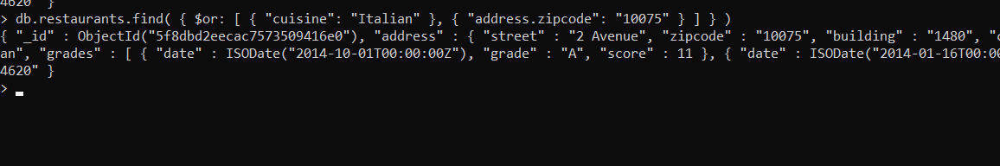 4620" }
> db.restaurants.find( { $or: [ { "cuisine": "Italian" }, { "address.zipcode": "10075" } ] } )
{ "_id" : ObjectId("5f8dbd2eecac7573509416e0"), "address" : { "street" : "2 Avenue", "zipcode" : "10075", "building" : "1480", "c
an", "grades" : [ { "date" : ISODate("2014-10-01T00:00:00Z"), "grade" : "A", "score" : 11 }, { "date" : ISODate("2014-01-16T00:00
4620" }
>